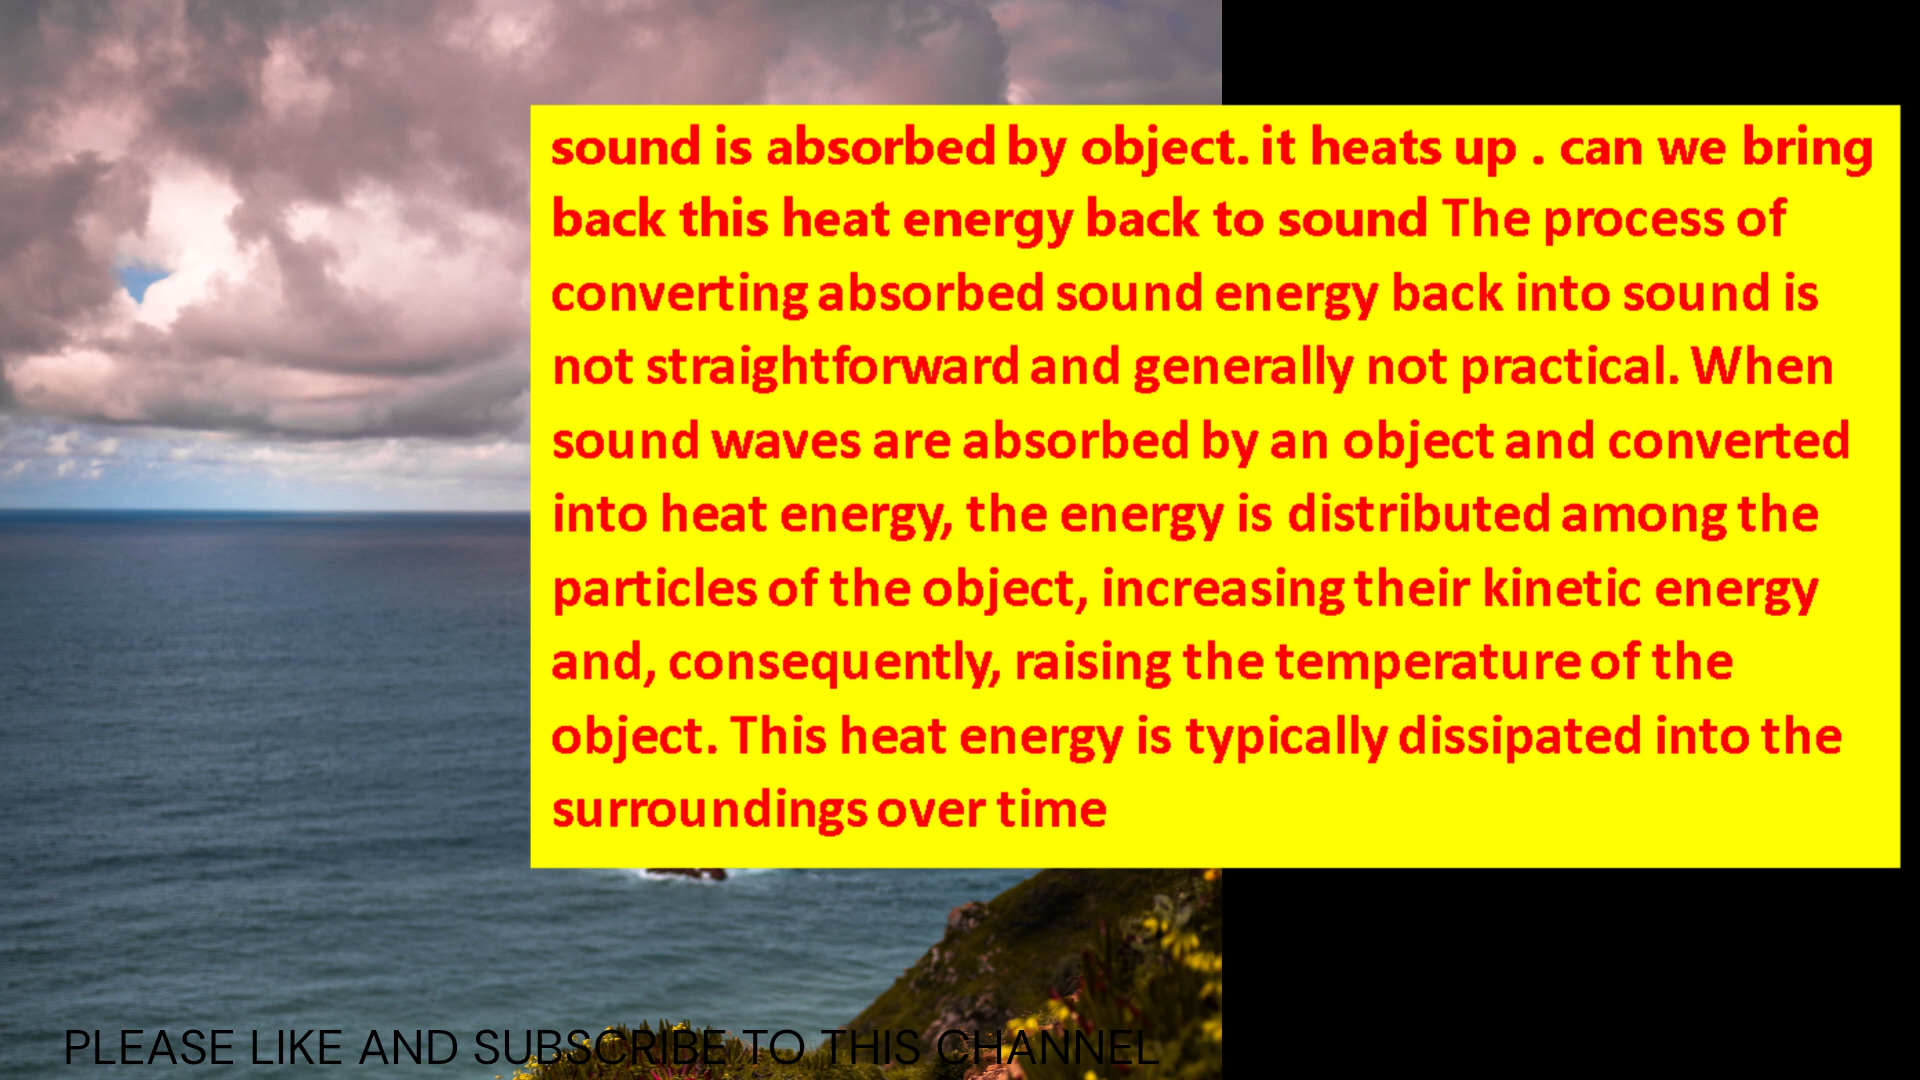 sound is absorbed by object. it heats up . can we bring
back this heat energy back to sound The process of
converting absorbed sound energy back into sound is
not straightforward and generally not practical. When
sound waves are absorbed by an object and converted
into heat energy, the energy is distributed among the
particles of the object, increasing their kinetic energy
and, consequently, raising the temperature of the
object. This heat energy is typically dissipated into the
surroundings over time
PLEASE LIKE AND SUBSCRIBE TO THIS CHANNEL